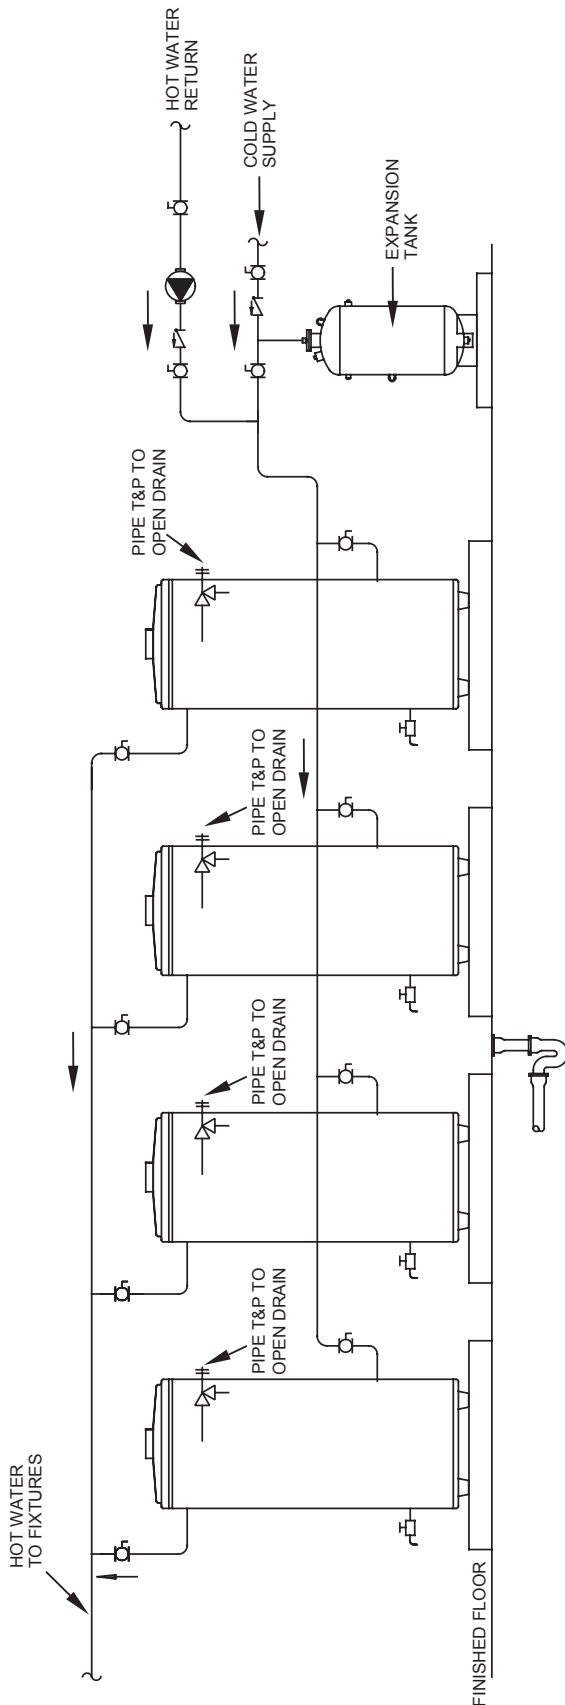 HOT WATER
TO FIXTURES
PIPE T&P TO
OPEN DRAIN
PIPE T&P TO
OPEN DRAIN
PIPE T&P TO
OPEN DRAIN
PIPE T&P TO
OPEN DRAIN
HOT WATER
RETURN
COLD WATER
SUPPLY
EXPANSION
TANK
FINISHED FLOOR